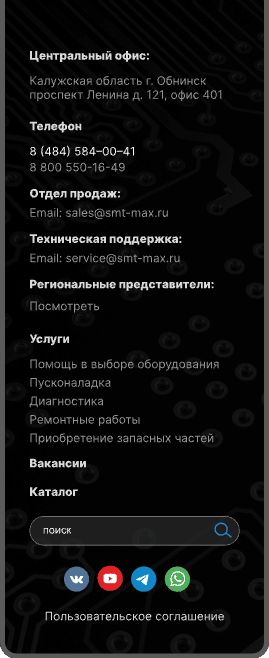 Центральный офис:
Калужская область г. Обнинск
проспект Ленина д. 121, офис 401
Телефон
8 (484) 584–00–41
8 800 550-16-49
Отдел продаж:
Email: sales@smt-max.ru
Техническая поддержка:
Email: service@smt-max.ru
Региональные представители:
Посмотреть
Услуги
Помощь в выборе оборудования
Пусконаладка
Диагностика
Ремонтные работы
Приобретение запасных частей
Вакансии
Каталог
поиск
Пользовательское соглашение